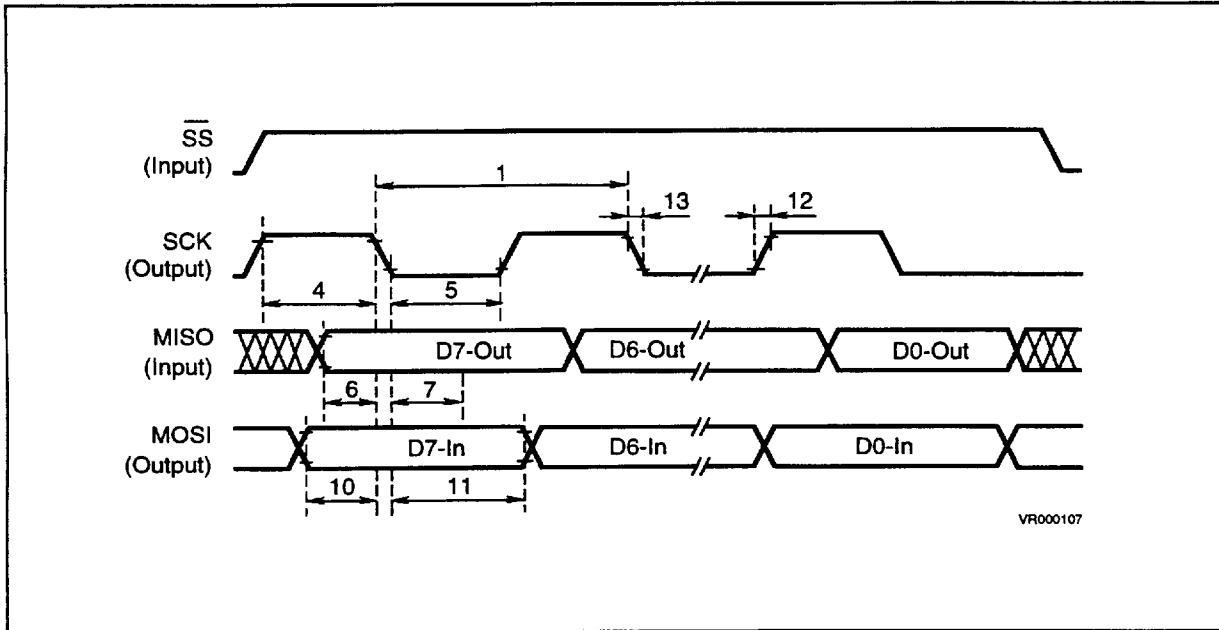 SS
(Input)
1
13
12
SCK
(Output)
4
5
MISO
(Input)
D7-Out
D6-Out
D0-Out
6
7
MOSI
(Output)
D7-In
D6-In
D0-In
10
11
VR000107